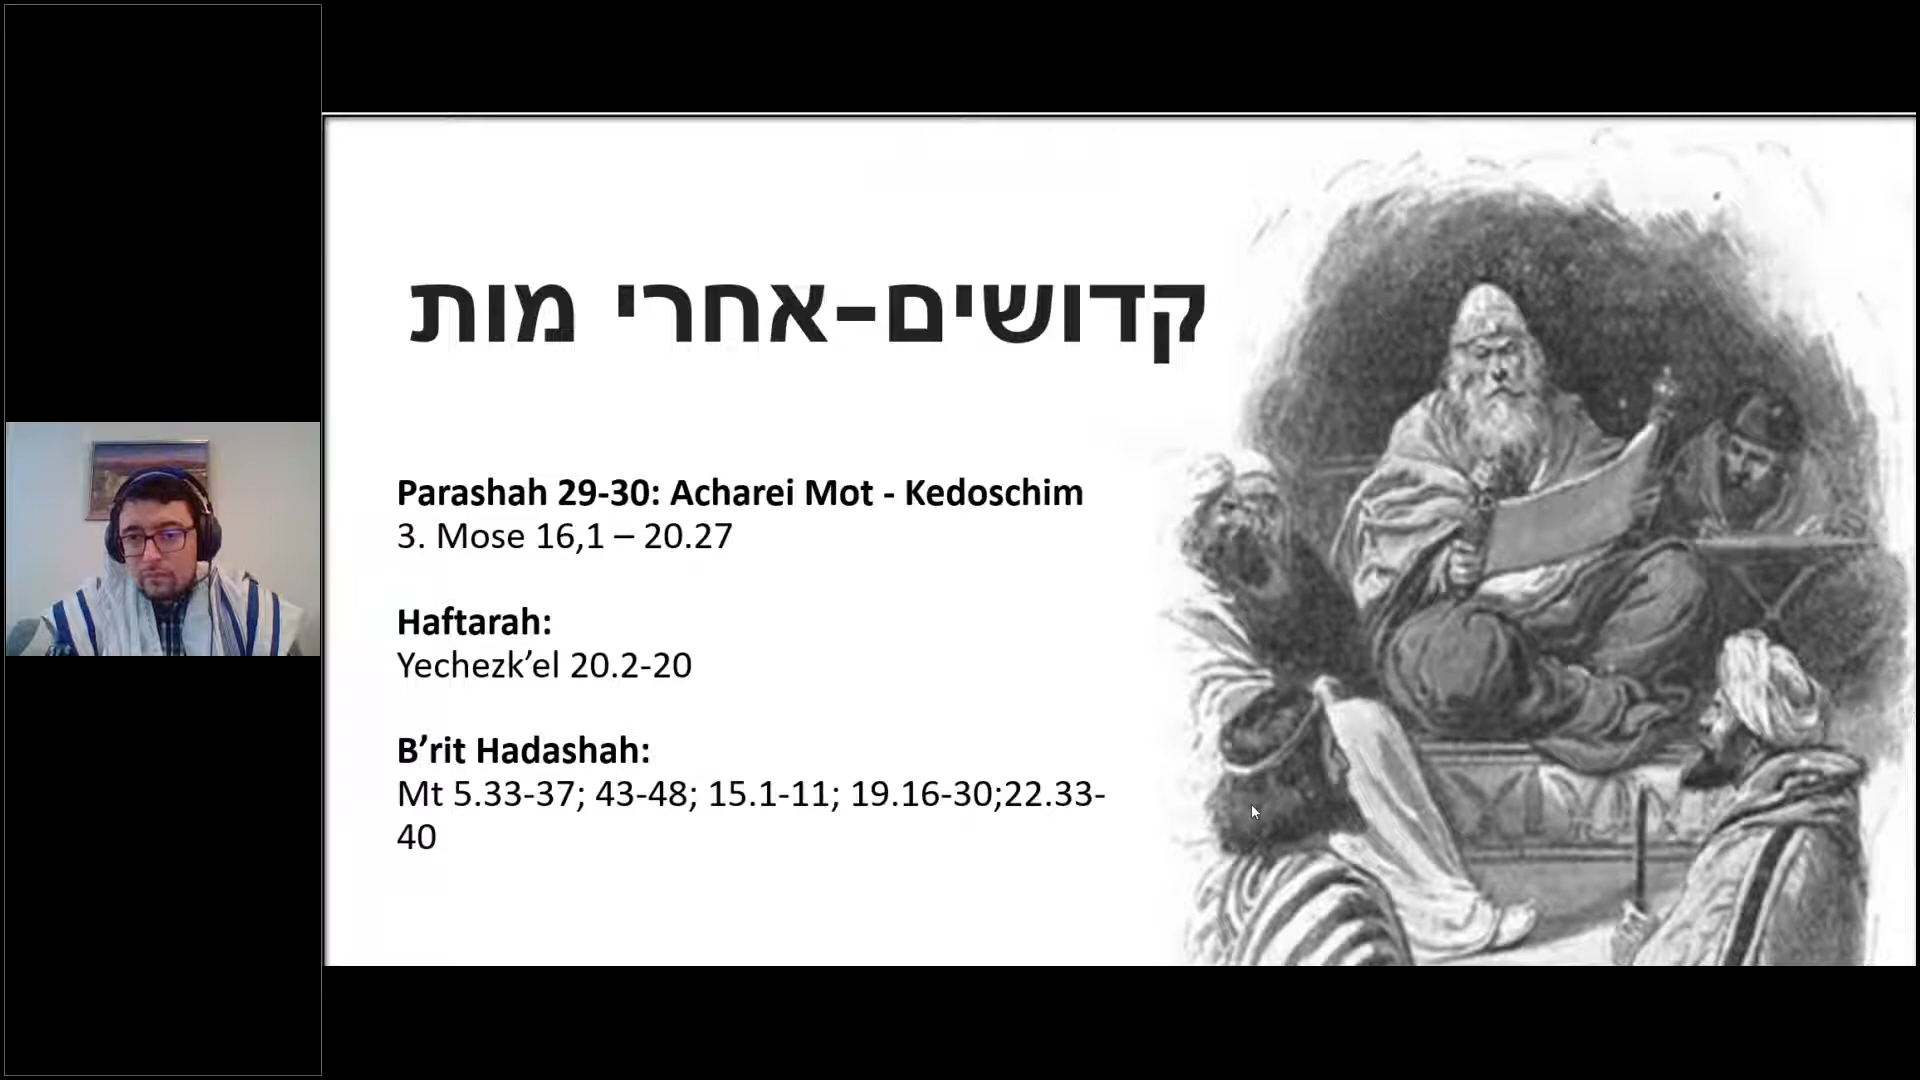 קדושים-אחרי מות
Parashah 29-30: Acharei Mot - Kedoschim
3. Mose 16,1 – 20.27
Haftarah:
Yechezk’el 20.2-20
B’rit Hadashah:
Mt 5.33-37; 43-48; 15.1-11; 19.16-30;22.33-
40